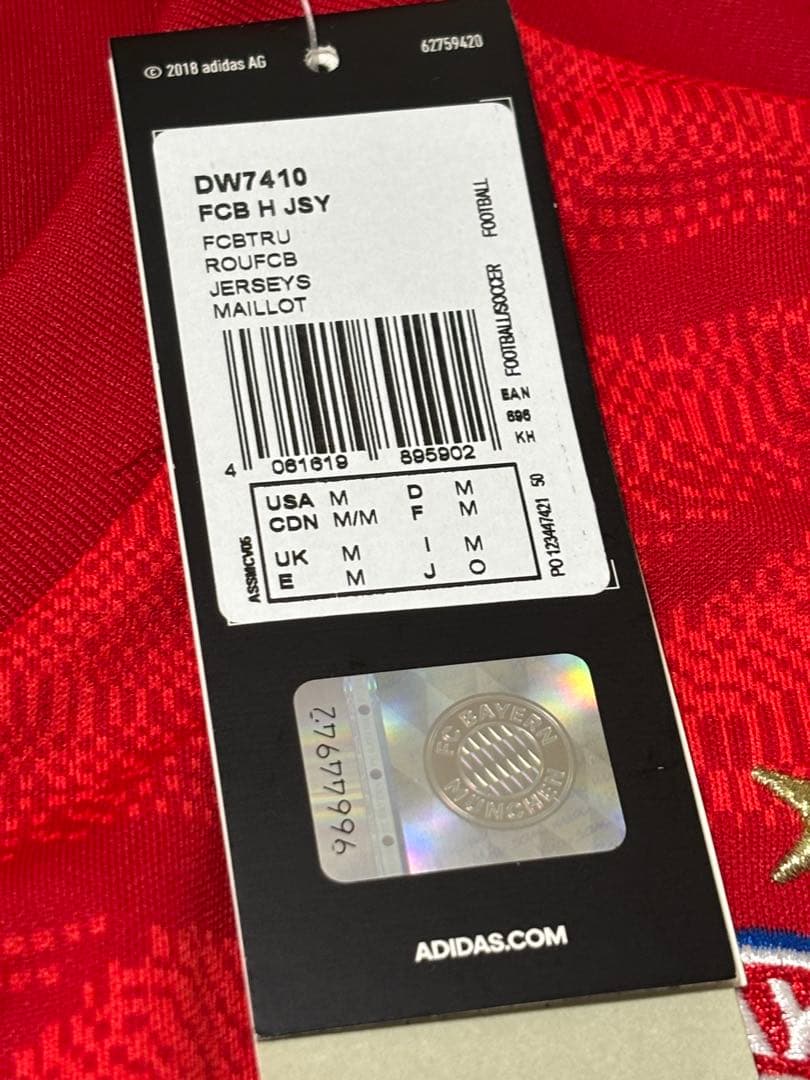 © 2018 adidas AG
62759420
DW7410
FCB H JSY
FCBTRU
ROUFCB
JERSEYS
MAILLOT
FOOTBALL/SOCCER FOOTBALL
EAN
696
KH
4 061619 895902
USA M D M
CDN M/M F M
UK M I M
E M J O
ASSMCV05
PO 123447421 50
96644942
FC BAYERN
MÜNCHEN
ADIDAS.COM